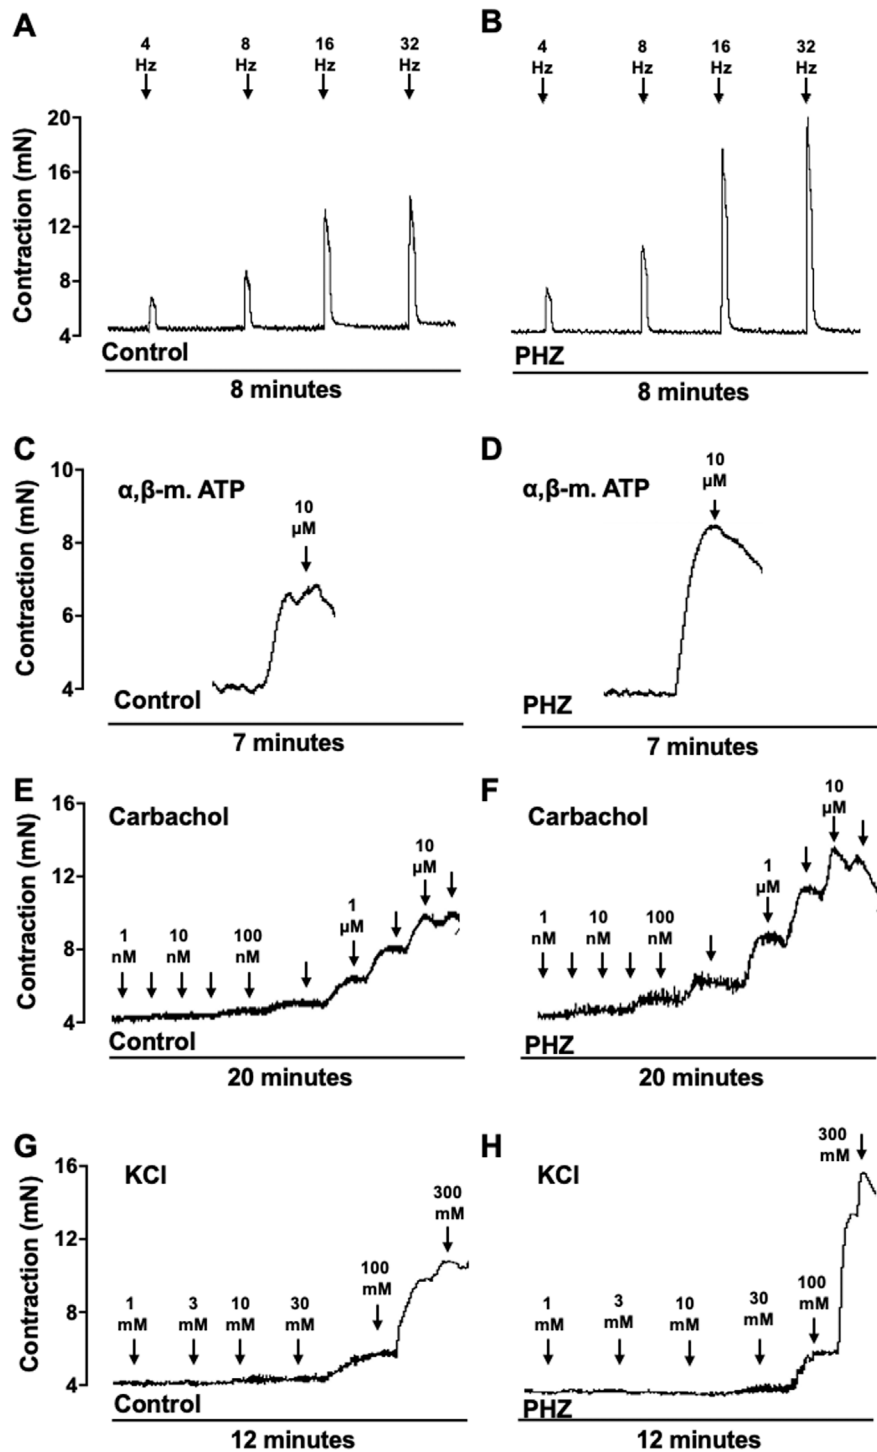 A
B
4 8 16 32
Hz Hz Hz Hz
4 8 16 32
Hz Hz Hz Hz
Contraction (mN)
20
16
12
8
4
Control
8 minutes
PHZ
8 minutes
C
D
Contraction (mN)
10
8
6
4
α,β-m. ATP
10
µM
Control
7 minutes
α,β-m. ATP
10
µM
PHZ
7 minutes
E
F
Contraction (mN)
16
12
8
4
Carbachol
1 10 100
nM nM nM
1
µM
10
µM
Control
20 minutes
Carbachol
1 10 100
nM nM nM
1
µM
10
µM
PHZ
20 minutes
G
H
Contraction (mN)
16
12
8
4
KCl
1 3 10 30
mM mM mM mM
100
mM
300
mM
Control
12 minutes
KCl
1 3 10 30
mM mM mM mM
100
mM
300
mM
PHZ
12 minutes